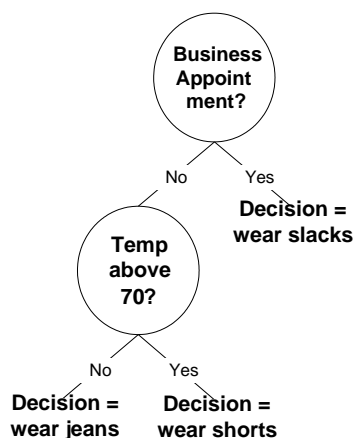 Business
Appoint
ment?
No
Yes
Decision =
wear slacks
Temp
above
70?
No
Yes
Decision =
wear jeans
Decision =
wear shorts